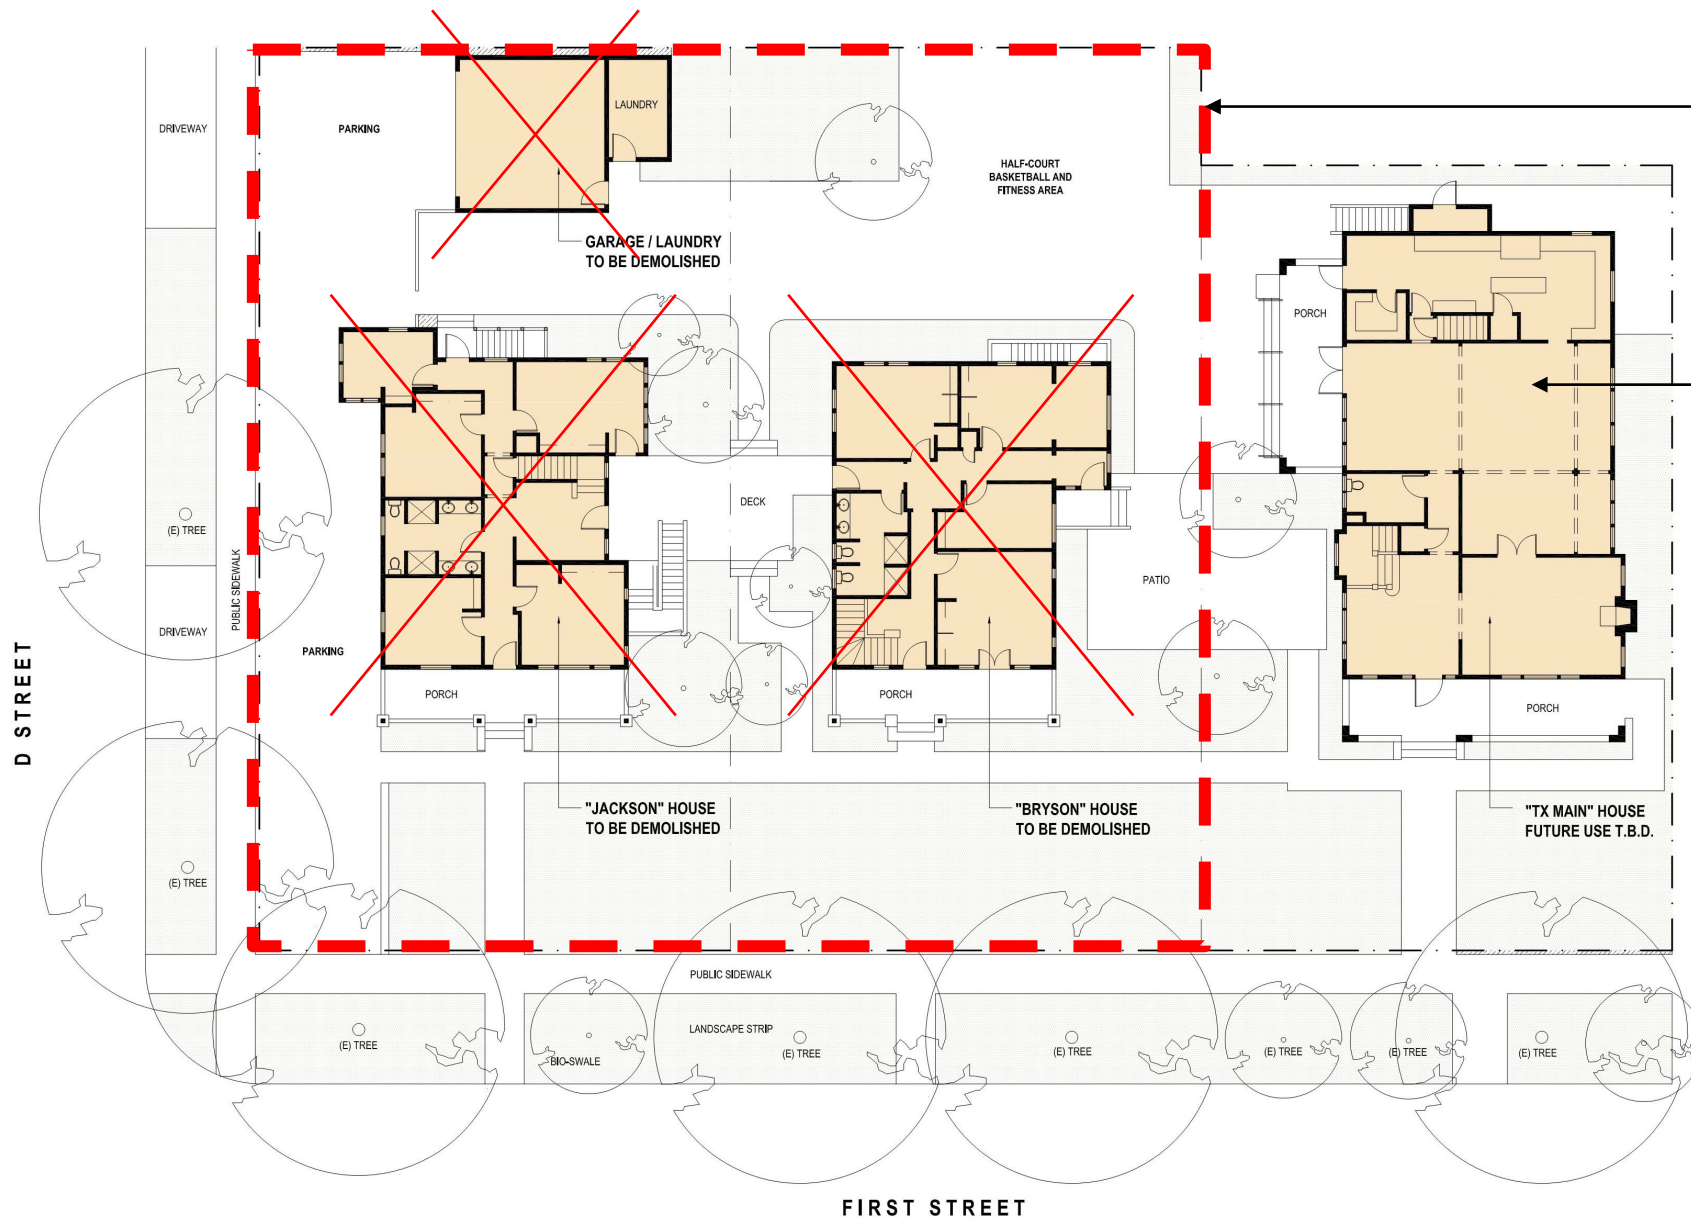 DRIVEWAY
PARKING
LAUNDRY
HALF-COURT
BASKETBALL AND
FITNESS AREA
GARAGE / LAUNDRY
TO BE DEMOLISHED
PORCH
DECK
(E) TREE
PUBLIC SIDEWALK
PATIO
DRIVEWAY
PARKING
D STREET
PORCH
PORCH
PORCH
"JACKSON" HOUSE
TO BE DEMOLISHED
"BRYSON" HOUSE
TO BE DEMOLISHED
"TX MAIN" HOUSE
FUTURE USE T.B.D.
(E) TREE
PUBLIC SIDEWALK
LANDSCAPE STRIP
(E) TREE
BIO-SWALE
(E) TREE
(E) TREE
(E) TREE
(E) TREE
(E) TREE
FIRST STREET